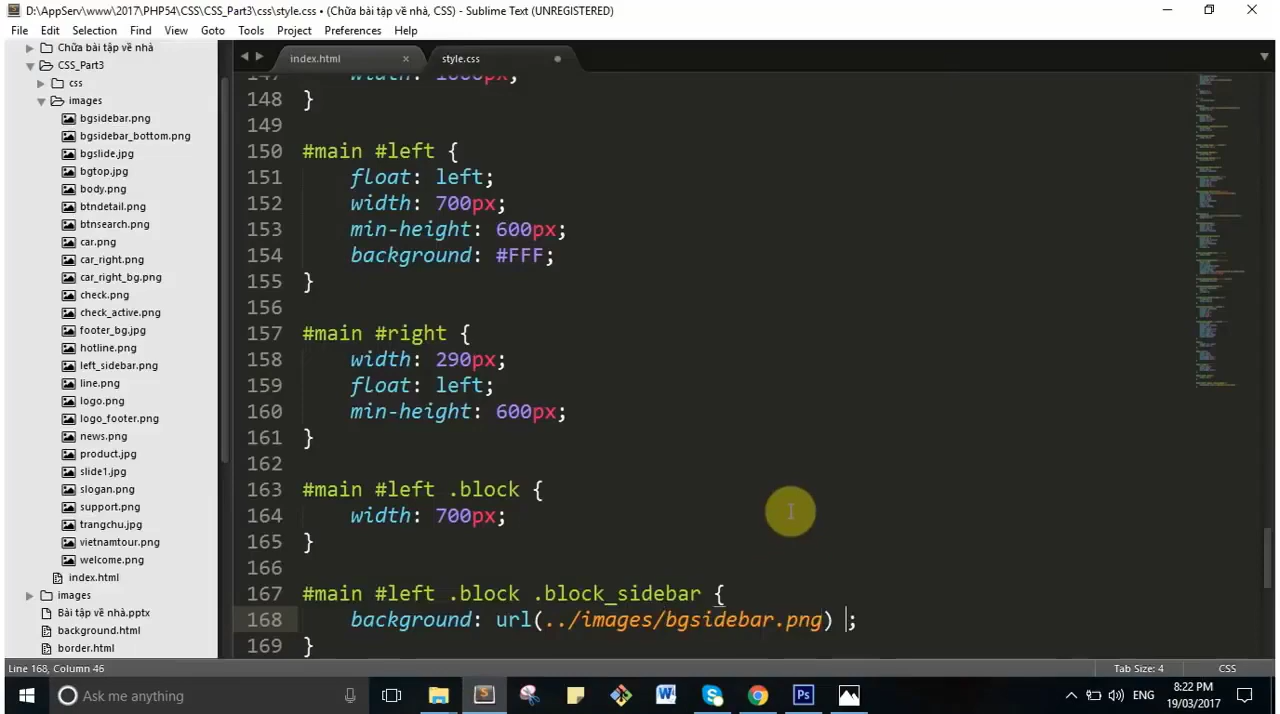 D:\AppServ\www\2017\PHP54\CSS\CSS_Part3\css\style.css • (Chữa bài tập về nhà, CSS) - Sublime Text (UNREGISTERED)
File Edit Selection Find View Goto Tools Project Preferences Help
Chữa bài tập về nhà
CSS_Part3
css
images
bgsidebar.png
bgsidebar_bottom.png
bgslide.jpg
bgtop.jpg
body.png
btndetail.png
btnsearch.png
car.png
car_right.png
car_right_bg.png
check.png
check_active.png
footer_bg.jpg
hotline.png
left_sidebar.png
line.png
logo.png
logo_footer.png
news.png
product.jpg
slide1.jpg
slogan.png
support.png
trangchu.jpg
vietnamtour.png
welcome.png
index.html
images
Bài tập về nhà.pptx
background.html
border.html
index.html × style.css
147 width: 1000px;
148 }
149
150 #main #left {
151 float: left;
152 width: 700px;
153 min-height: 600px;
154 background: #FFF;
155 }
156
157 #main #right {
158 width: 290px;
159 float: left;
160 min-height: 600px;
161 }
162
163 #main #left .block {
164 width: 700px;
165 }
166
167 #main #left .block .block_sidebar {
168 background: url(../images/bgsidebar.png) ;
169 }
Line 168, Column 46 Tab Size: 4 CSS
Ask me anything
ENG
8:22 PM
19/03/2017